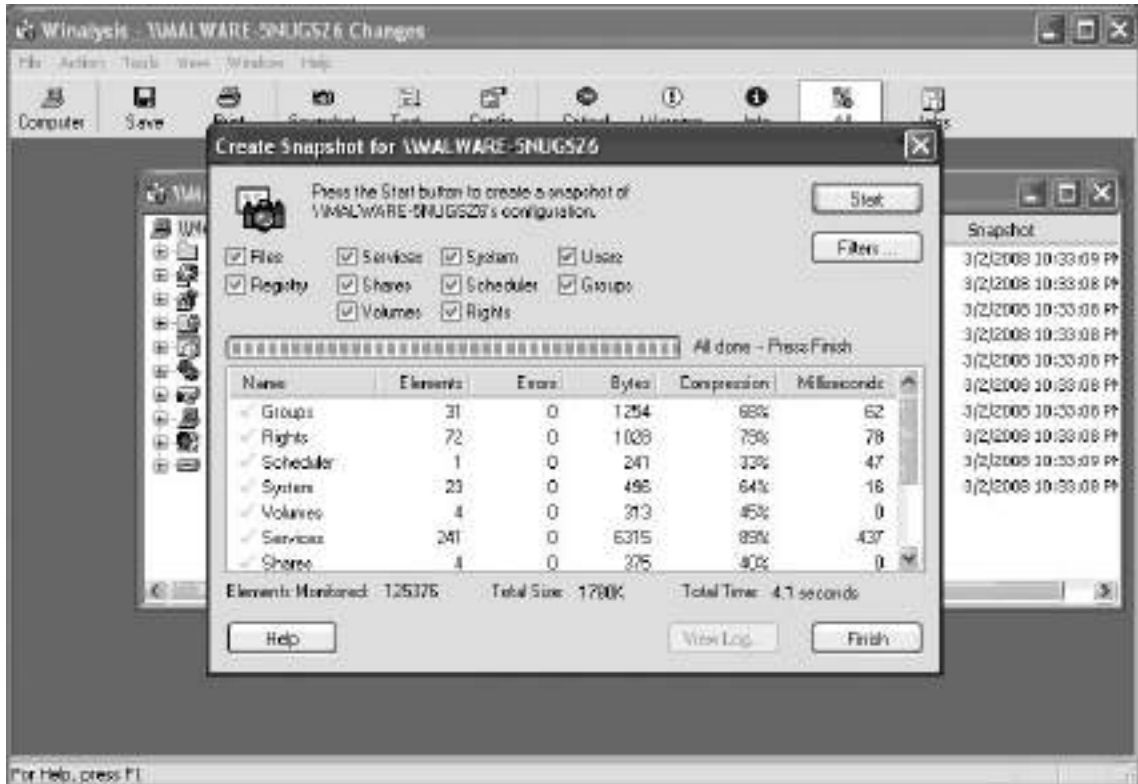 Winalysis - \\MALWARE-5NUGSZ6 Changes
File Action Tools View Window Help
Computer Save Print Snapshot Test Config All Jobs
Create Snapshot for \\MALWARE-5NUGSZ6
Press the Start button to create a snapshot of
\\MALWARE-5NUGSZ6's configuration.
Start
Filters ...
Files Services System Users
Registry Shares Scheduler Groups
Volumes Rights
All done - Press Finish
Name Elements Errors Bytes Compression Milliseconds
Groups 31 0 1254 68% 62
Rights 72 0 1028 79% 78
Scheduler 1 0 241 33% 47
System 23 0 496 64% 16
Volumes 4 0 313 45% 0
Services 241 0 6315 89% 437
Shares 4 0 375 40% 0
Elements Monitored: 125376 Total Size: 1780K Total Time: 4.1 seconds
Help View Log... Finish
Snapshot
3/2/2008 10:33:09 PM
3/2/2008 10:33:08 PM
3/2/2008 10:33:08 PM
3/2/2008 10:33:08 PM
3/2/2008 10:33:08 PM
3/2/2008 10:33:08 PM
3/2/2008 10:33:08 PM
3/2/2008 10:33:08 PM
3/2/2008 10:33:09 PM
3/2/2008 10:33:08 PM
For Help, press F1